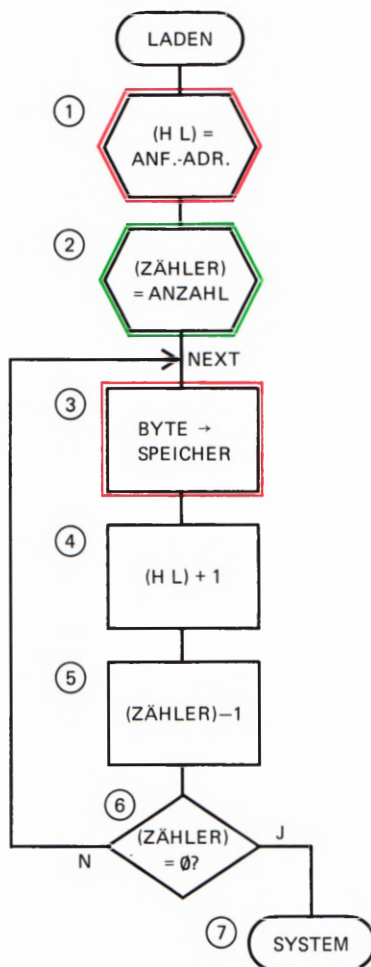 LADEN
①
(H L) =
ANF.-ADR.
②
(ZÄHLER)
= ANZAHL
NEXT
③
BYTE →
SPEICHER
④
(H L) + 1
⑤
(ZÄHLER)−1
⑥
(ZÄHLER)
= Ø?
N
J
⑦
SYSTEM